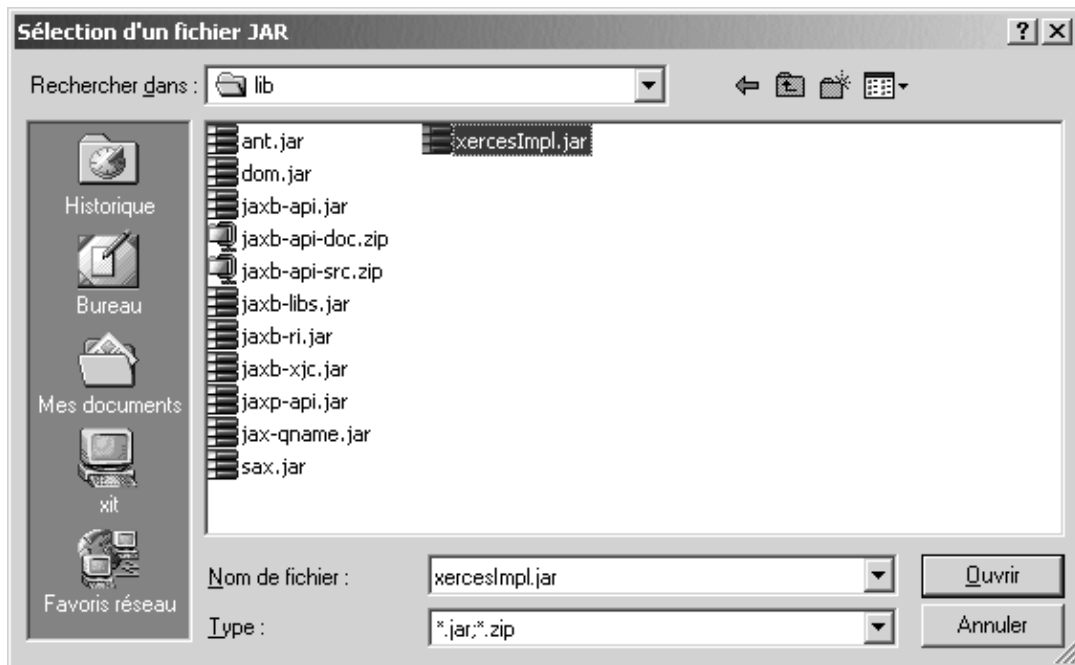 Sélection d'un fichier JAR
Rechercher dans : lib
Historique
Bureau
Mes documents
xit
Favoris réseau
ant.jar
dom.jar
jaxb-api.jar
jaxb-api-doc.zip
jaxb-api-src.zip
jaxb-libs.jar
jaxb-ri.jar
jaxb-xjc.jar
jaxp-api.jar
jax-qname.jar
sax.jar
xercesImpl.jar
Nom de fichier : xercesImpl.jar Ouvrir
Type : *.jar;*.zip Annuler